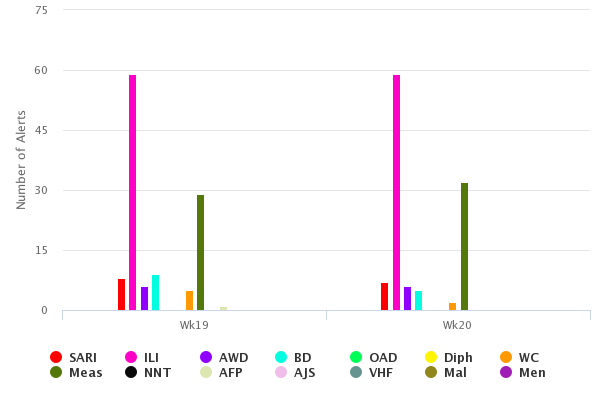 75
60
45
30
15
0
Number of Alerts
Wk19 Wk20
SARI ILI AWD BD OAD Diph WC
Meas NNT AFP AJS VHF Mal Men